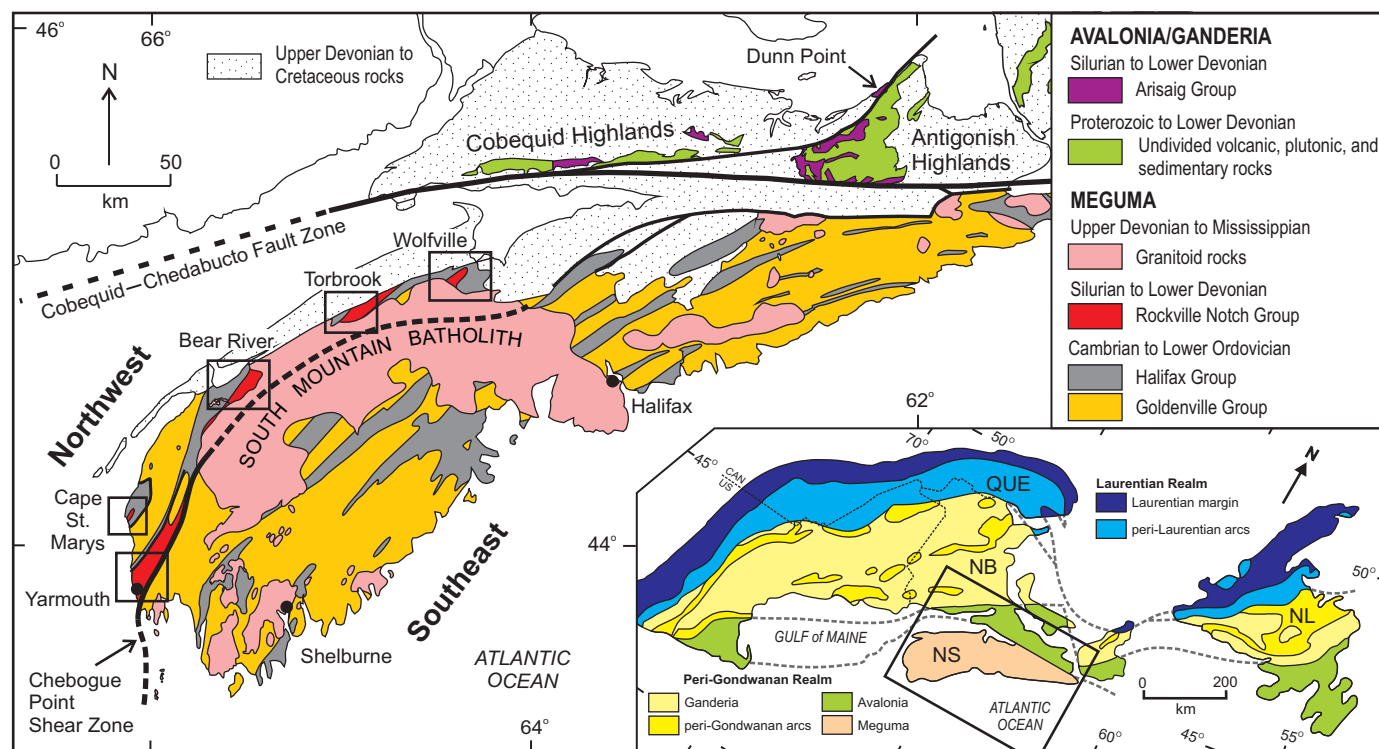 46°
66°
Upper Devonian to
Cretaceous rocks
N
0
50
km
Dunn Point
Cobequid Highlands
Antigonish
Highlands
Cobequid–Chedabucto Fault Zone
Wolfville
Torbrook
Bear River
SOUTH MOUNTAIN BATHOLITH
Halifax
62°
Northwest
Southeast
Cape
St.
Marys
Yarmouth
44°
Shelburne
Chebogue
Point
Shear Zone
ATLANTIC
OCEAN
64°
AVALONIA/GANDERIA
Silurian to Lower Devonian
Arisaig Group
Proterozoic to Lower Devonian
Undivided volcanic, plutonic, and
sedimentary rocks
MEGUMA
Upper Devonian to Mississippian
Granitoid rocks
Silurian to Lower Devonian
Rockville Notch Group
Cambrian to Lower Ordovician
Halifax Group
Goldenville Group
70°
50°
45°
CAN
US
QUE
Laurentian Realm
Laurentian margin
peri-Laurentian arcs
N
50°
NB
NL
GULF of MAINE
NS
Peri-Gondwanan Realm
Ganderia
Avalonia
peri-Gondwanan arcs
Meguma
ATLANTIC
OCEAN
0
200
km
60°
45°
55°